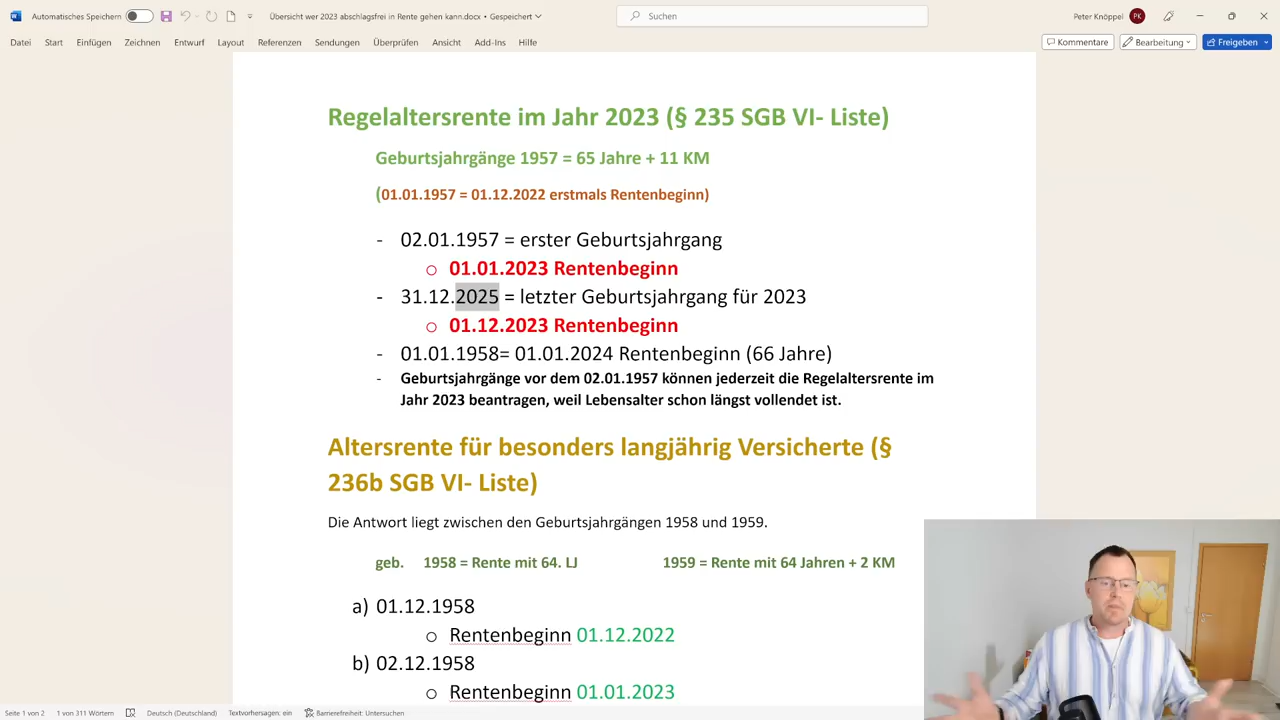 Automatisches Speichern
Übersicht wer 2023 abschlagsfrei in Rente gehen kann.docx • Gespeichert
Suchen
Peter Knöppel
PK
Datei Start Einfügen Zeichnen Entwurf Layout Referenzen Sendungen Überprüfen Ansicht Add-Ins Hilfe
Kommentare
Bearbeitung
Freigeben
Regelaltersrente im Jahr 2023 (§ 235 SGB VI- Liste)
Geburtsjahrgänge 1957 = 65 Jahre + 11 KM
(01.01.1957 = 01.12.2022 erstmals Rentenbeginn)
- 02.01.1957 = erster Geburtsjahrgang
o 01.01.2023 Rentenbeginn
- 31.12.2025 = letzter Geburtsjahrgang für 2023
o 01.12.2023 Rentenbeginn
- 01.01.1958= 01.01.2024 Rentenbeginn (66 Jahre)
- Geburtsjahrgänge vor dem 02.01.1957 können jederzeit die Regelaltersrente im
Jahr 2023 beantragen, weil Lebensalter schon längst vollendet ist.
Altersrente für besonders langjährig Versicherte (§
236b SGB VI- Liste)
Die Antwort liegt zwischen den Geburtsjahrgängen 1958 und 1959.
geb. 1958 = Rente mit 64. LJ 1959 = Rente mit 64 Jahren + 2 KM
a) 01.12.1958
o Rentenbeginn 01.12.2022
b) 02.12.1958
o Rentenbeginn 01.01.2023
Seite 1 von 2 1 von 311 Wörtern Deutsch (Deutschland) Textvorhersagen: ein Barrierefreiheit: Untersuchen